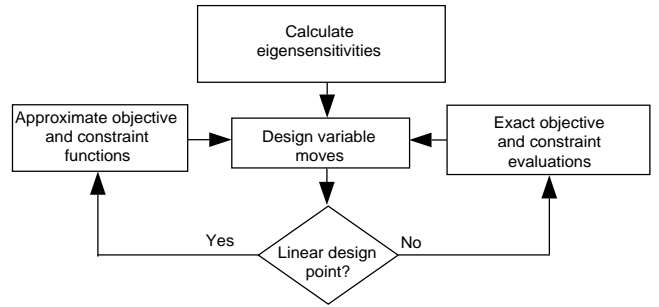 Calculate
eigensensitivities
Approximate objective
and constraint
functions
Design variable
moves
Exact objective
and constraint
evaluations
Yes
Linear design
point?
No